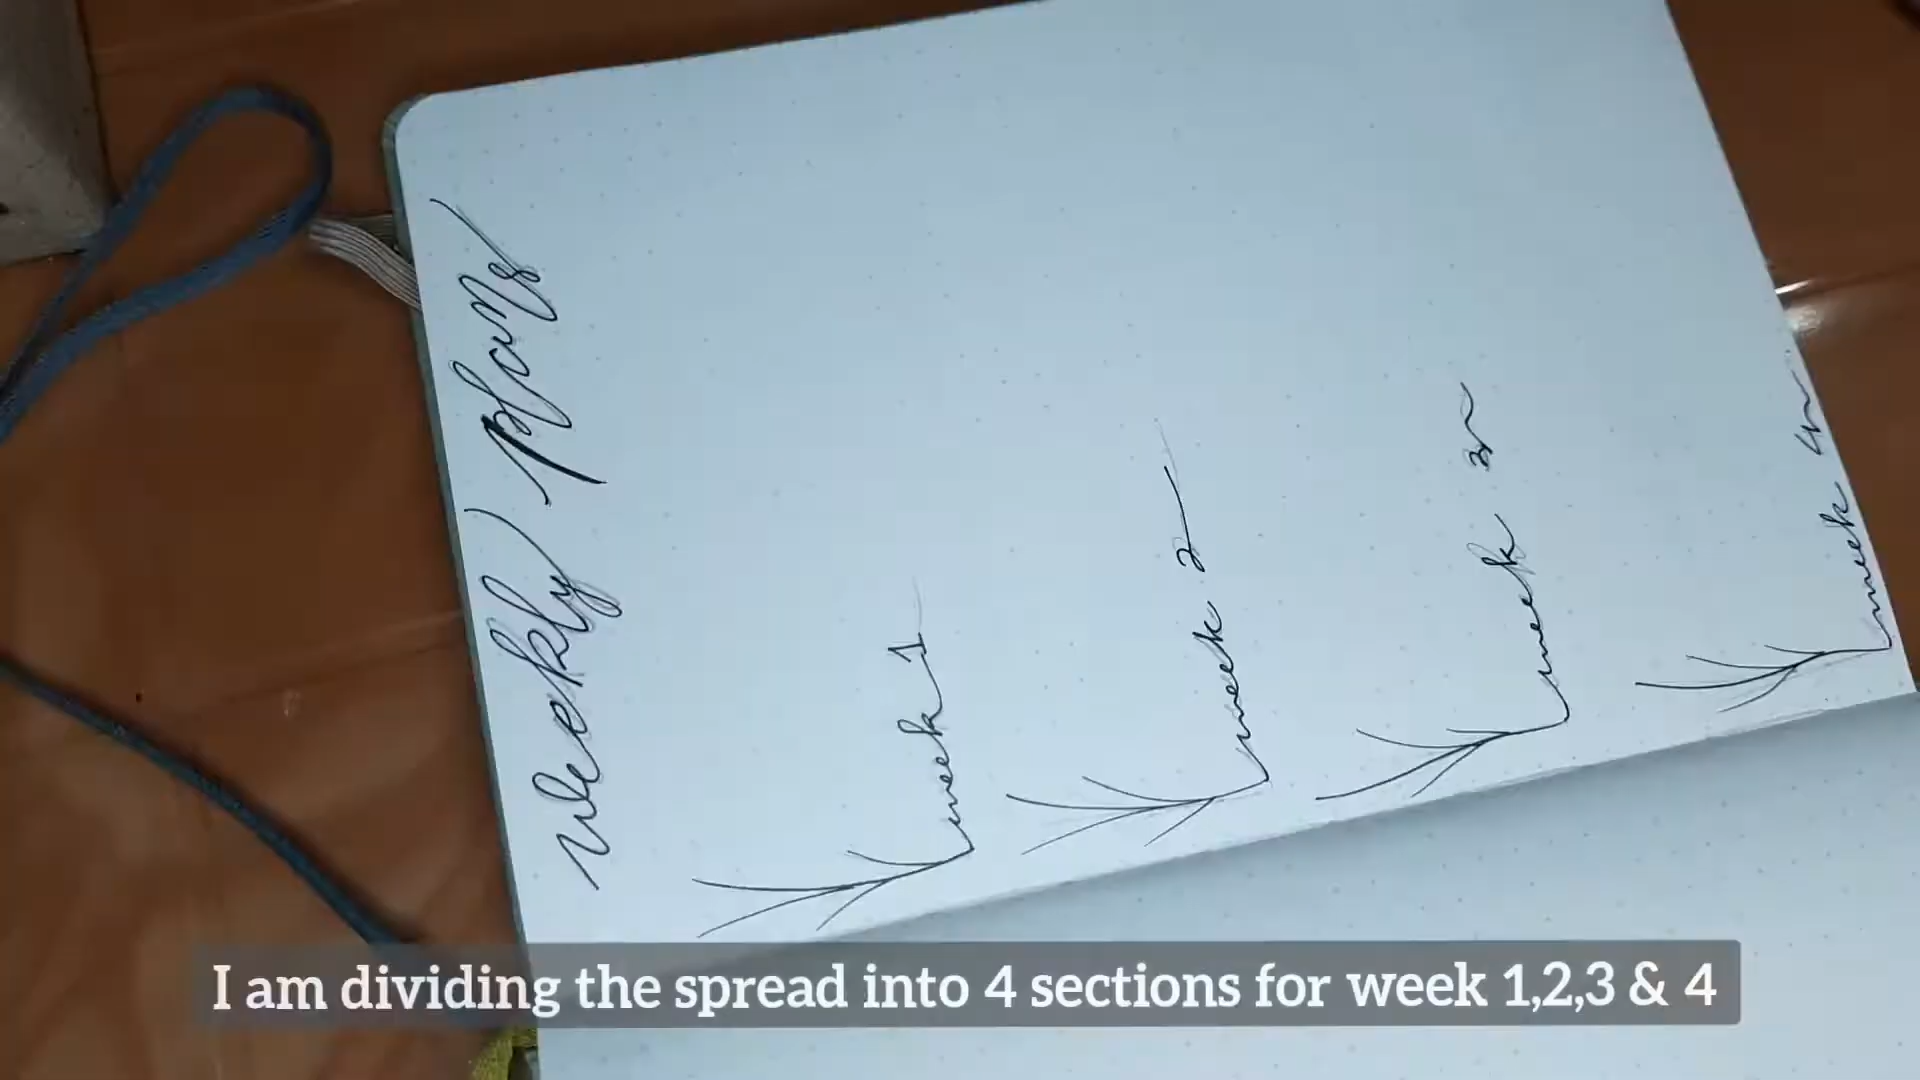 Weekly Plans
week 1
week 2
week 3
week 4
I am dividing the spread into 4 sections for week 1,2,3 & 4